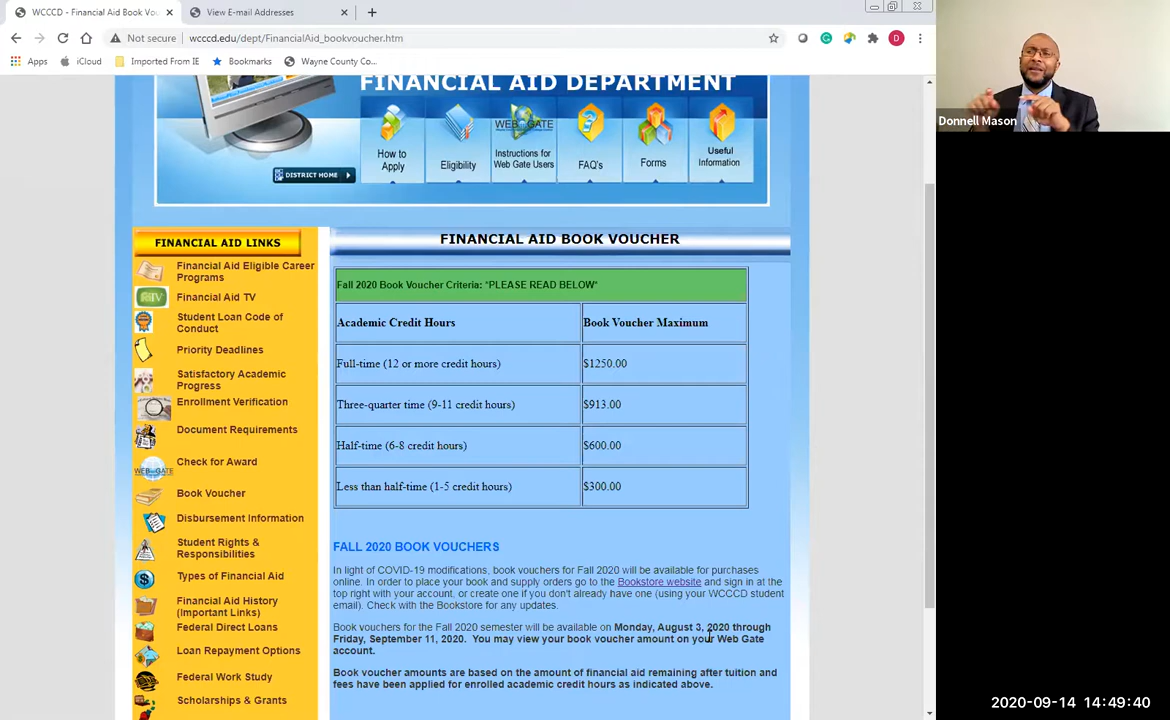 WCCCD - Financial Aid Book Vou
View E-mail Addresses
Not secure
wcccd.edu/dept/FinancialAid_bookvoucher.htm
D
Apps
iCloud
Imported From IE
Bookmarks
Wayne County Co...
FINANCIAL AID DEPARTMENT
How to
Apply
Eligibility
WEB GATE
Instructions for
Web Gate Users
FAQ's
Forms
Useful
Information
DISTRICT HOME
Donnell Mason
FINANCIAL AID LINKS
Financial Aid Eligible Career
Programs
Financial Aid TV
Student Loan Code of
Conduct
Priority Deadlines
Satisfactory Academic
Progress
Enrollment Verification
Document Requirements
Check for Award
WEB GATE
Book Voucher
Disbursement Information
Student Rights &
Responsibilities
Types of Financial Aid
Financial Aid History
(Important Links)
Federal Direct Loans
Loan Repayment Options
Federal Work Study
Scholarships & Grants
FINANCIAL AID BOOK VOUCHER
Fall 2020 Book Voucher Criteria: *PLEASE READ BELOW*
Academic Credit Hours
Book Voucher Maximum
Full-time (12 or more credit hours)
$1250.00
Three-quarter time (9-11 credit hours)
$913.00
Half-time (6-8 credit hours)
$600.00
Less than half-time (1-5 credit hours)
$300.00
FALL 2020 BOOK VOUCHERS
In light of COVID-19 modifications, book vouchers for Fall 2020 will be available for purchases
online. In order to place your book and supply orders go to the Bookstore website and sign in at the
top right with your account, or create one if you don't already have one (using your WCCCD student
email). Check with the Bookstore for any updates.
Book vouchers for the Fall 2020 semester will be available on Monday, August 3, 2020 through
Friday, September 11, 2020. You may view your book voucher amount on your Web Gate
account.
Book voucher amounts are based on the amount of financial aid remaining after tuition and
fees have been applied for enrolled academic credit hours as indicated above.
2020-09-14 14:49:40